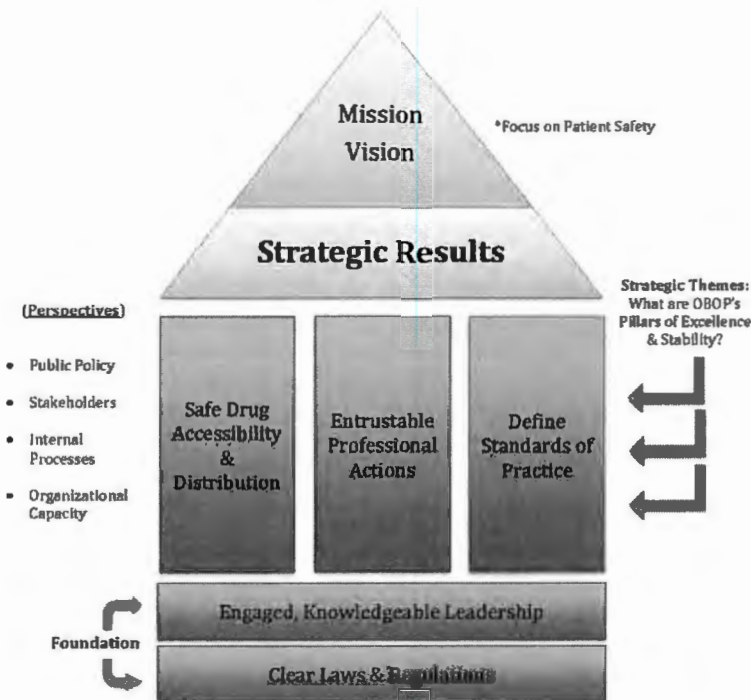 Mission
Vision
*Focus on Patient Safety
Strategic Results
(Perspectives)
• Public Policy
• Stakeholders
• Internal
Processes
• Organizational
Capacity
Safe Drug
Accessibility
&
Distribution
Entrustable
Professional
Actions
Define
Standards of
Practice
Strategic Themes:
What are OBOP's
Pillars of Excellence
& Stability?
Foundation
Engaged, Knowledgeable Leadership
Clear Laws & Regulations